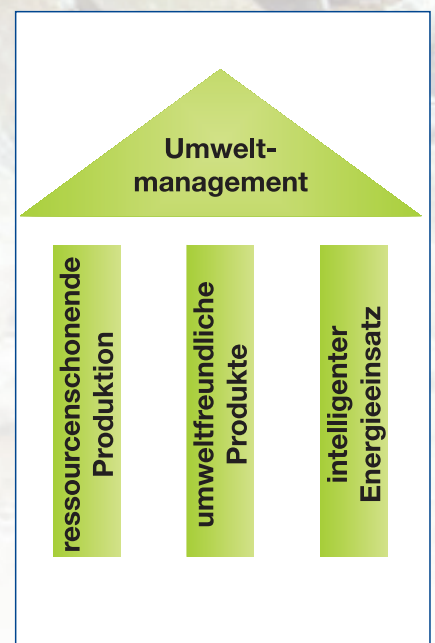 Umwelt-
management
ressourcenschonende
Produktion
umweltfreundliche
Produkte
intelligenter
Energieeinsatz